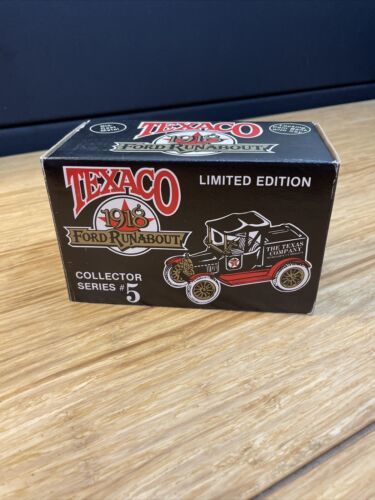 TEXACO
1918
FORD RUNABOUT
TEXACO
1918
FORD RUNABOUT
COLLECTOR
SERIES #5
LIMITED EDITION
THE TEXAS
COMPANY